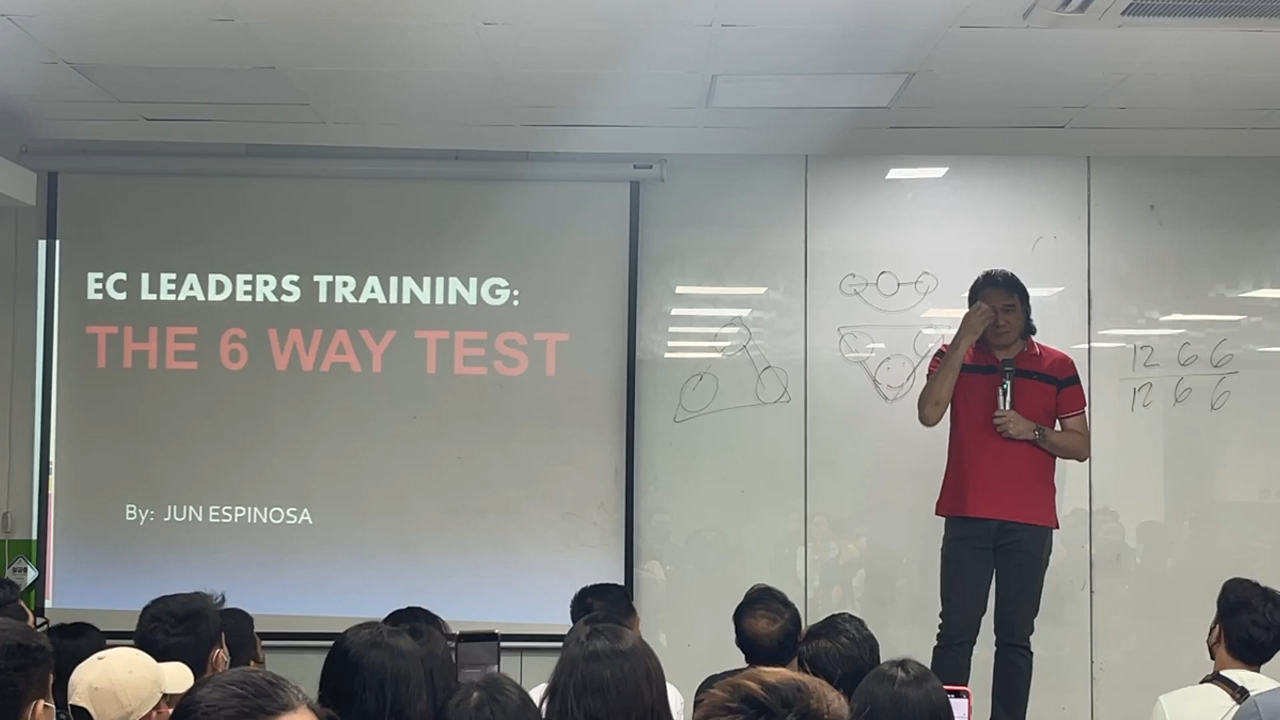 EC LEADERS TRAINING:
THE 6 WAY TEST
By: JUN ESPINOSA
12 6 6
12 6 6